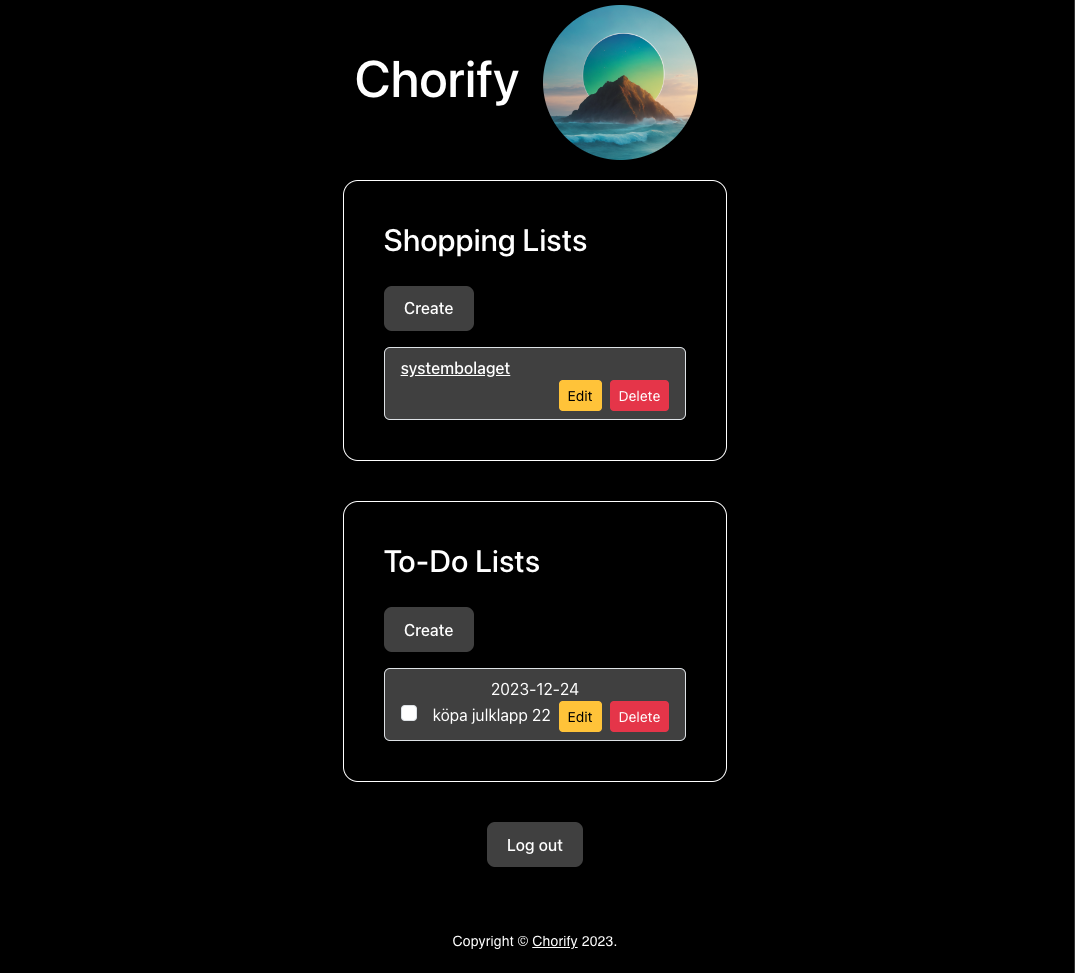 Chorify
Shopping Lists
Create
systembolaget
Edit Delete
To-Do Lists
Create
2023-12-24
köpa julklapp 22 Edit Delete
Log out
Copyright © Chorify 2023.